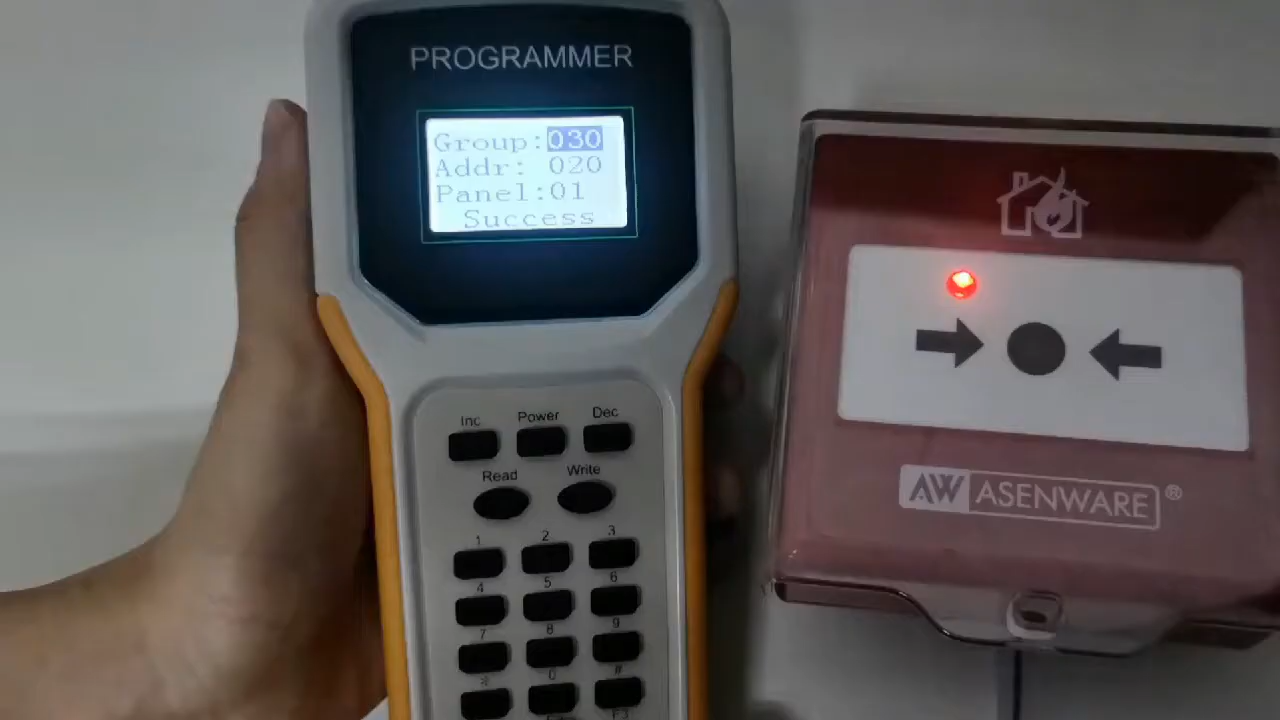 PROGRAMMER
Group:030
Addr: 020
Panel:01
Success
Inc Power Dec
Read Write
1 2 3
4 5 6
7 8 9
* 0 #
AW ASENWARE®